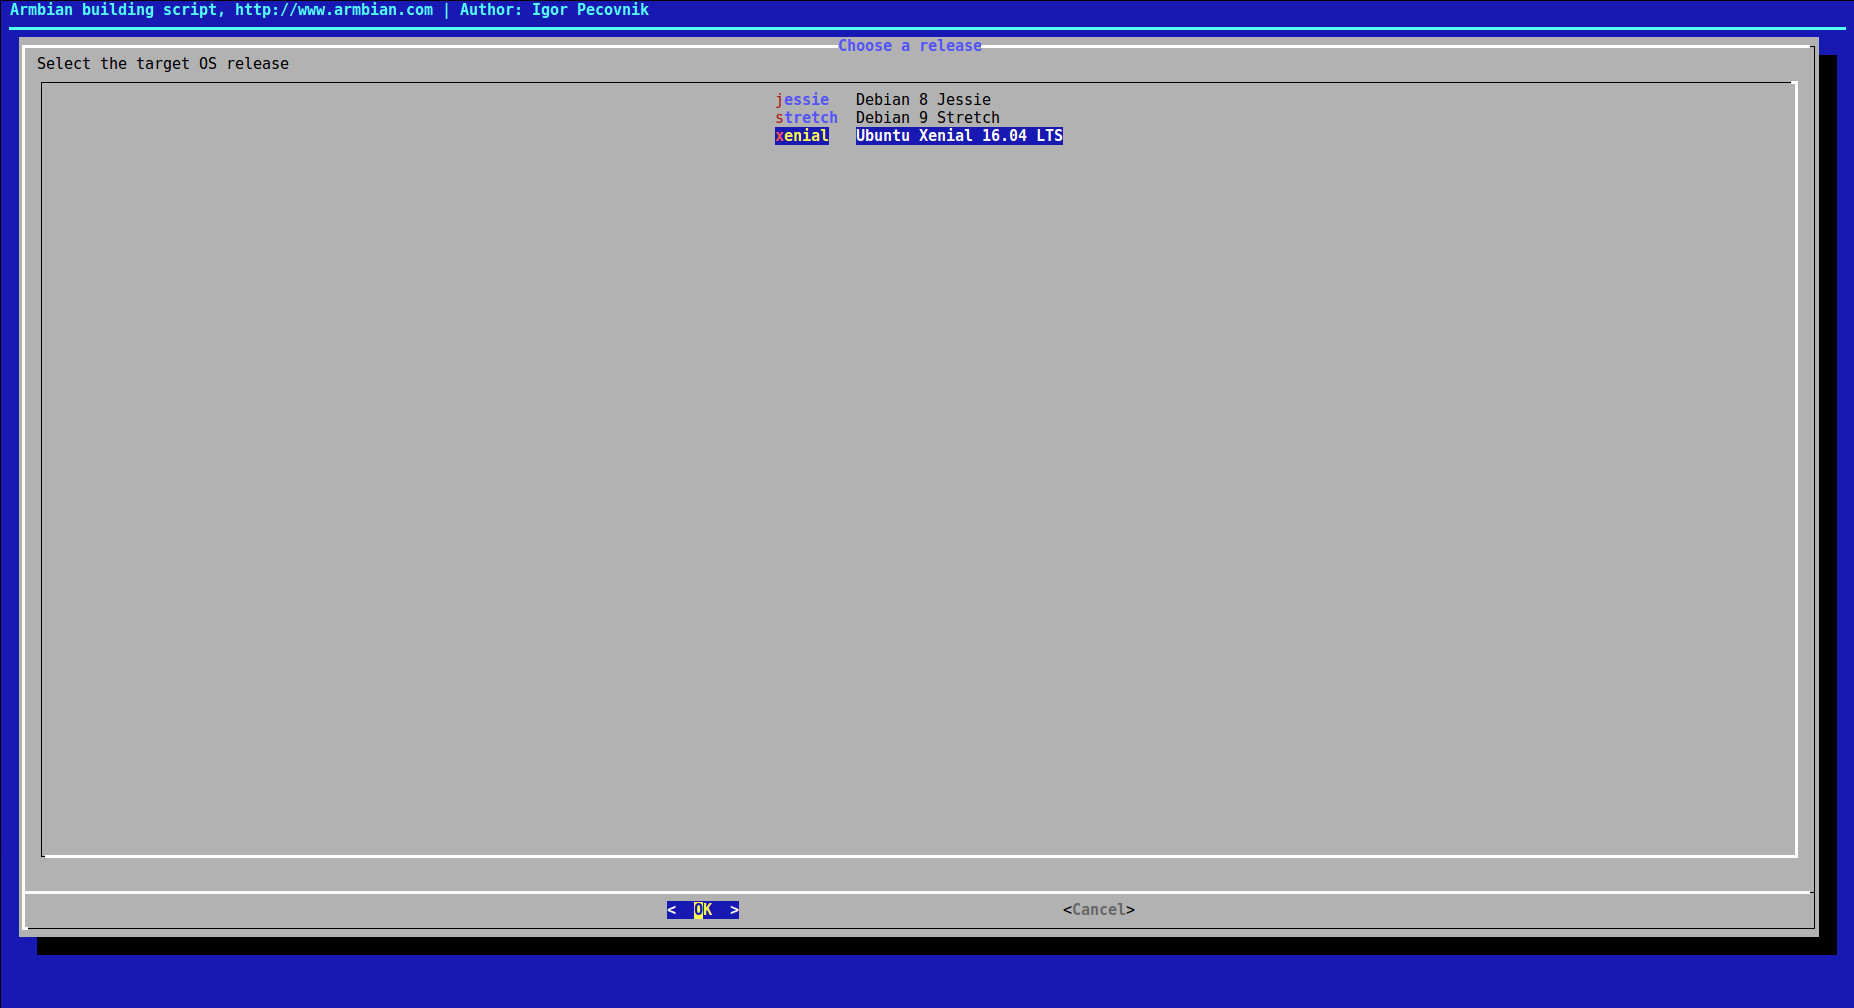 Armbian building script, http://www.armbian.com | Author: Igor Pecovnik
Choose a release
Select the target OS release
jessie Debian 8 Jessie
stretch Debian 9 Stretch
xenial Ubuntu Xenial 16.04 LTS
< OK > <Cancel>